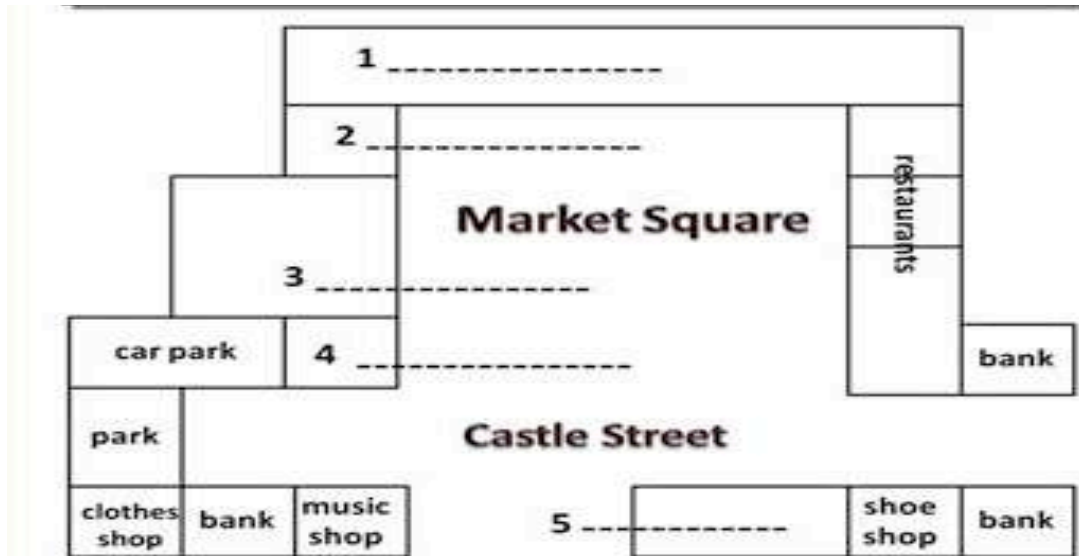 1 ----------------
2 ----------------
restaurants
Market Square
3 ----------------
car park
4 ----------------
bank
park
Castle Street
clothes shop
bank
music shop
5 ------------
shoe shop
bank